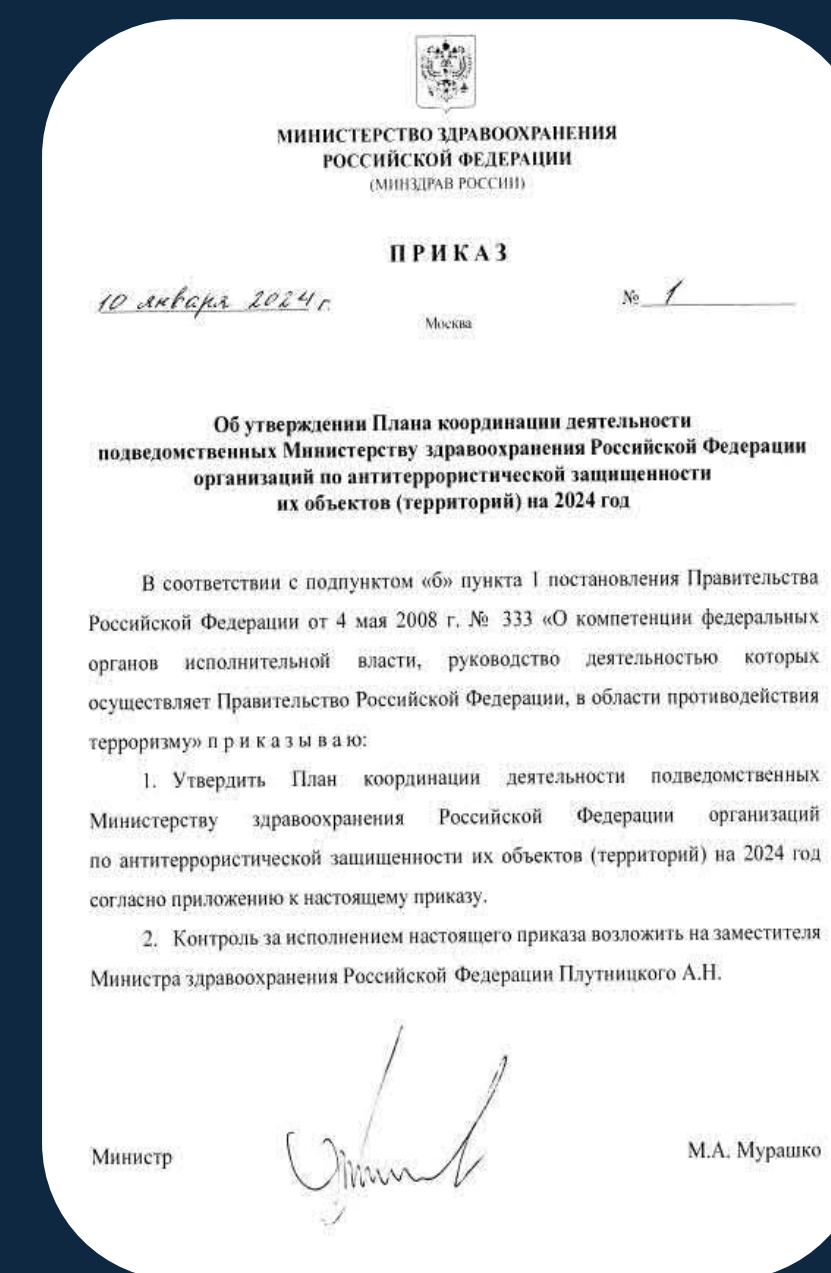 МИНИСТЕРСТВО ЗДРАВООХРАНЕНИЯ
РОССИЙСКОЙ ФЕДЕРАЦИИ
(МИНЗДРАВ РОССИИ)
ПРИКАЗ
10 января 2024 г. № 1
Москва
Об утверждении Плана координации деятельности
подведомственных Министерству здравоохранения Российской Федерации
организаций по антитеррористической защищенности
их объектов (территорий) на 2024 год
В соответствии с подпунктом «б» пункта 1 постановления Правительства
Российской Федерации от 4 мая 2008 г. № 333 «О компетенции федеральных
органов исполнительной власти, руководство деятельностью которых
осуществляет Правительство Российской Федерации, в области противодействия
терроризму» п р и к а з ы в а ю:
1. Утвердить План координации деятельности подведомственных
Министерству здравоохранения Российской Федерации организаций
по антитеррористической защищенности их объектов (территорий) на 2024 год
согласно приложению к настоящему приказу.
2. Контроль за исполнением настоящего приказа возложить на заместителя
Министра здравоохранения Российской Федерации Плутницкого А.Н.
Министр М.А. Мурашко